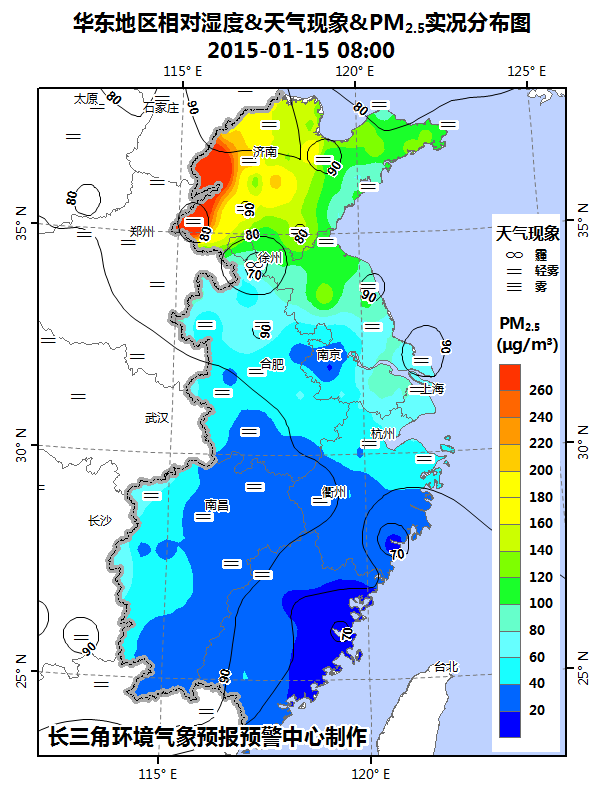 华东地区相对湿度&天气现象&PM2.5实况分布图
2015-01-15 08:00
115° E 120° E 125° E
太原 80 石家庄 90 80
济南
90
80
90
35° N 郑州 80 80 80 35° N
徐州
70
90
天气现象
霾
轻雾
雾
PM2.5
(μg/m³)
260
240
220
200
180
160
140
120
100
80
60
40
20
90
90
合肥 南京
上海
武汉 杭州
30° N 30° N
衢州
南昌
长沙
70
70
90
80
台北
25° N 25° N
长三角环境气象预报预警中心制作
115° E 120° E